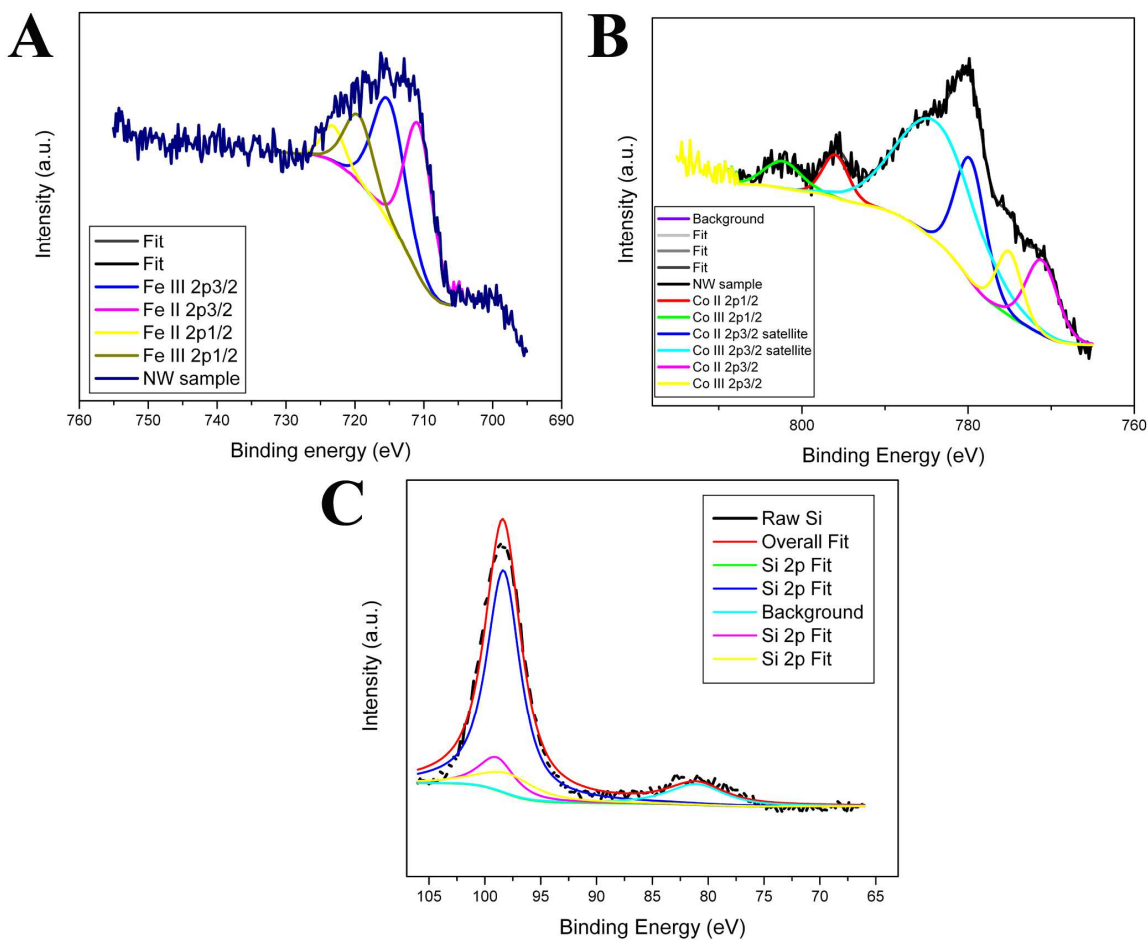 A
Intensity (a.u.)
Fit
Fit
Fe III 2p3/2
Fe II 2p3/2
Fe II 2p1/2
Fe III 2p1/2
NW sample
760 750 740 730 720 710 700 690
Binding energy (eV)
B
Intensity (a.u.)
Background
Fit
Fit
Fit
NW sample
Co II 2p1/2
Co III 2p1/2
Co II 2p3/2 satellite
Co III 2p3/2 satellite
Co II 2p3/2
Co III 2p3/2
800 780 760
Binding Energy (eV)
C
Intensity (a.u.)
Raw Si
Overall Fit
Si 2p Fit
Si 2p Fit
Background
Si 2p Fit
Si 2p Fit
105 100 95 90 85 80 75 70 65
Binding Energy (eV)